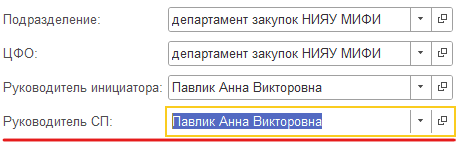 Подразделение: департамент закупок НИЯУ МИФИ
ЦФО: департамент закупок НИЯУ МИФИ
Руководитель инициатора: Павлик Анна Викторовна
Руководитель СП: Павлик Анна Викторовна